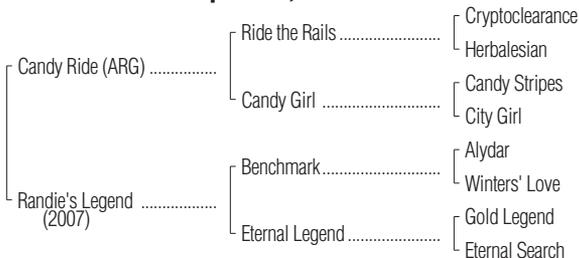 Cryptoclearance
Ride the Rails ....................
Herbalesian
Candy Ride (ARG) .............
Candy Stripes
Candy Girl ........................
City Girl
Alydar
Benchmark........................
Winters' Love
Randie's Legend ..............
(2007)
Gold Legend
Eternal Legend...................
Eternal Search